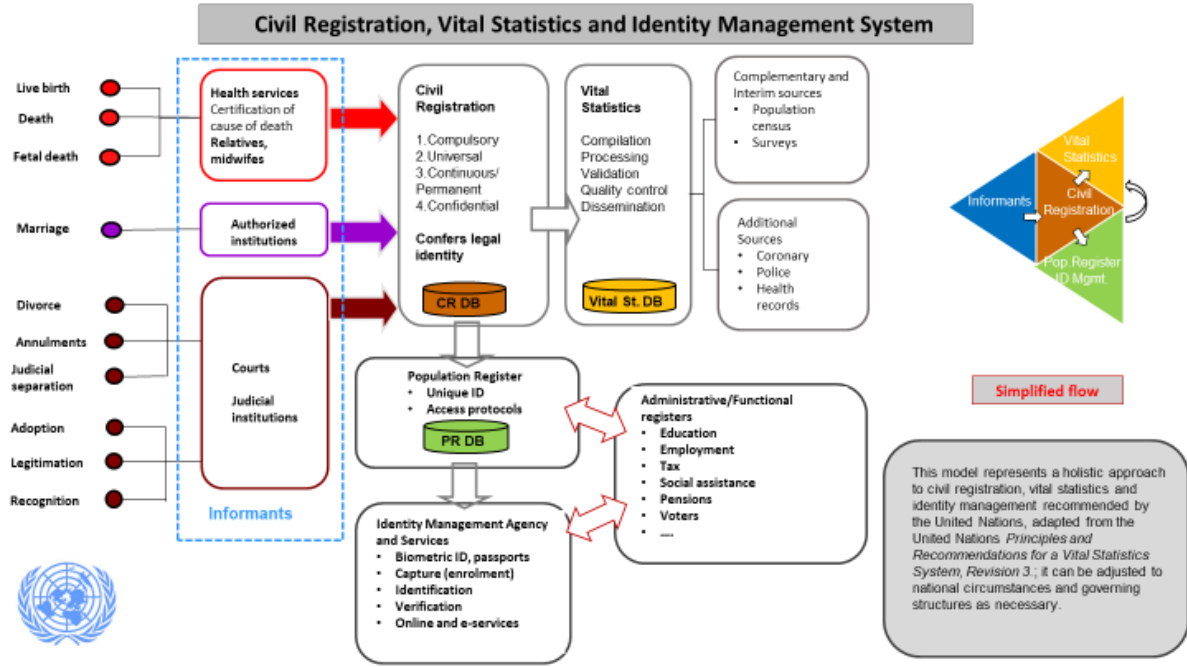 Civil Registration, Vital Statistics and Identity Management System
Live birth
Death
Fetal death
Marriage
Divorce
Annulments
Judicial
separation
Adoption
Legitimation
Recognition
Health services
Certification of
cause of death
Relatives,
midwifes
Authorized
institutions
Courts
Judicial
institutions
Informants
Civil
Registration
1.Compulsory
2.Universal
3.Continuous/
Permanent
4.Confidential
Confers legal
identity
CR DB
Vital
Statistics
Compilation
Processing
Validation
Quality control
Dissemination
Vital St. DB
Complementary and
Interim sources
• Population
census
• Surveys
Additional
Sources
• Coronary
• Police
• Health
records
Population Register
• Unique ID
• Access protocols
PR DB
Identity Management Agency
and Services
• Biometric ID, passports
• Capture (enrolment)
• Identification
• Verification
• Online and e-services
Administrative/Functional
registers
• Education
• Employment
• Tax
• Social assistance
• Pensions
• Voters
• ....
Vital
Statistics
Informants
Civil
Registration
Pop.Register
ID Mgmt.
Simplified flow
This model represents a holistic approach
to civil registration, vital statistics and
identity management recommended by
the United Nations, adapted from the
United Nations Principles and
Recommendations for a Vital Statistics
System, Revision 3.; it can be adjusted to
national circumstances and governing
structures as necessary.